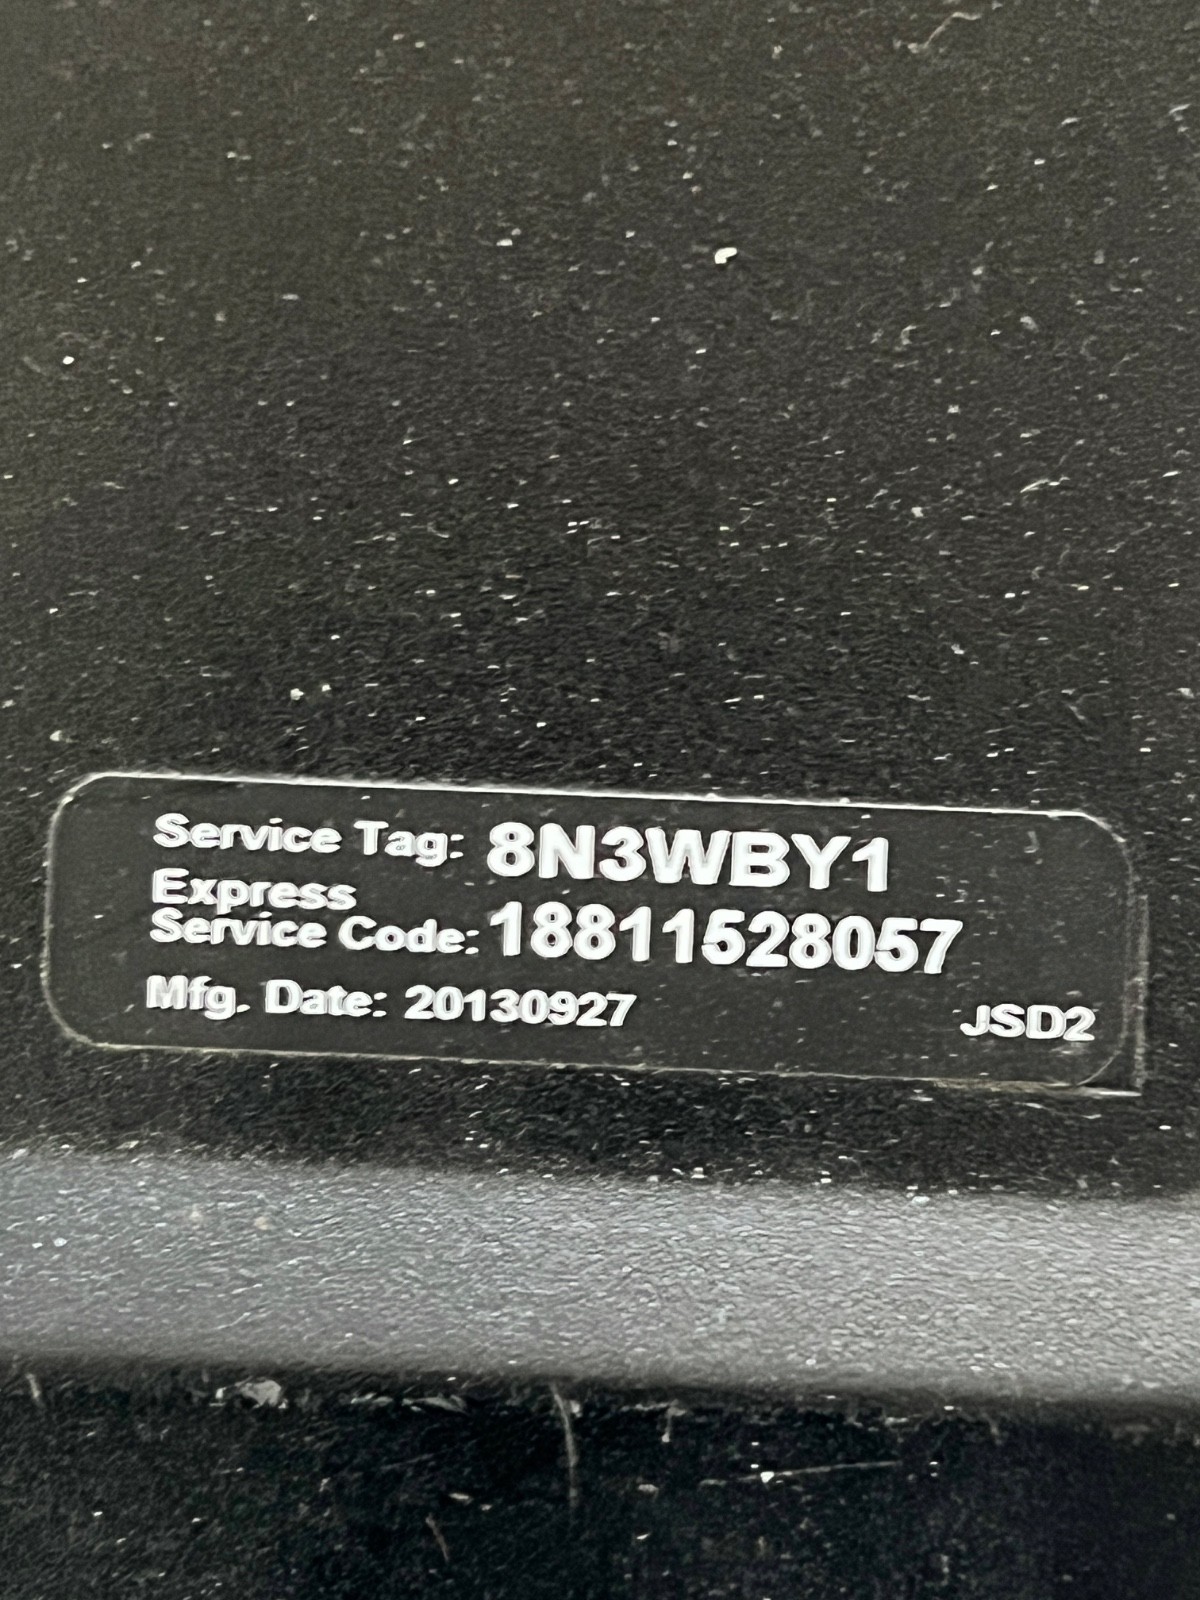 Service Tag: 8N3WBY1
Express
Service Code: 18811528057
Mfg. Date: 20130927 JSD2